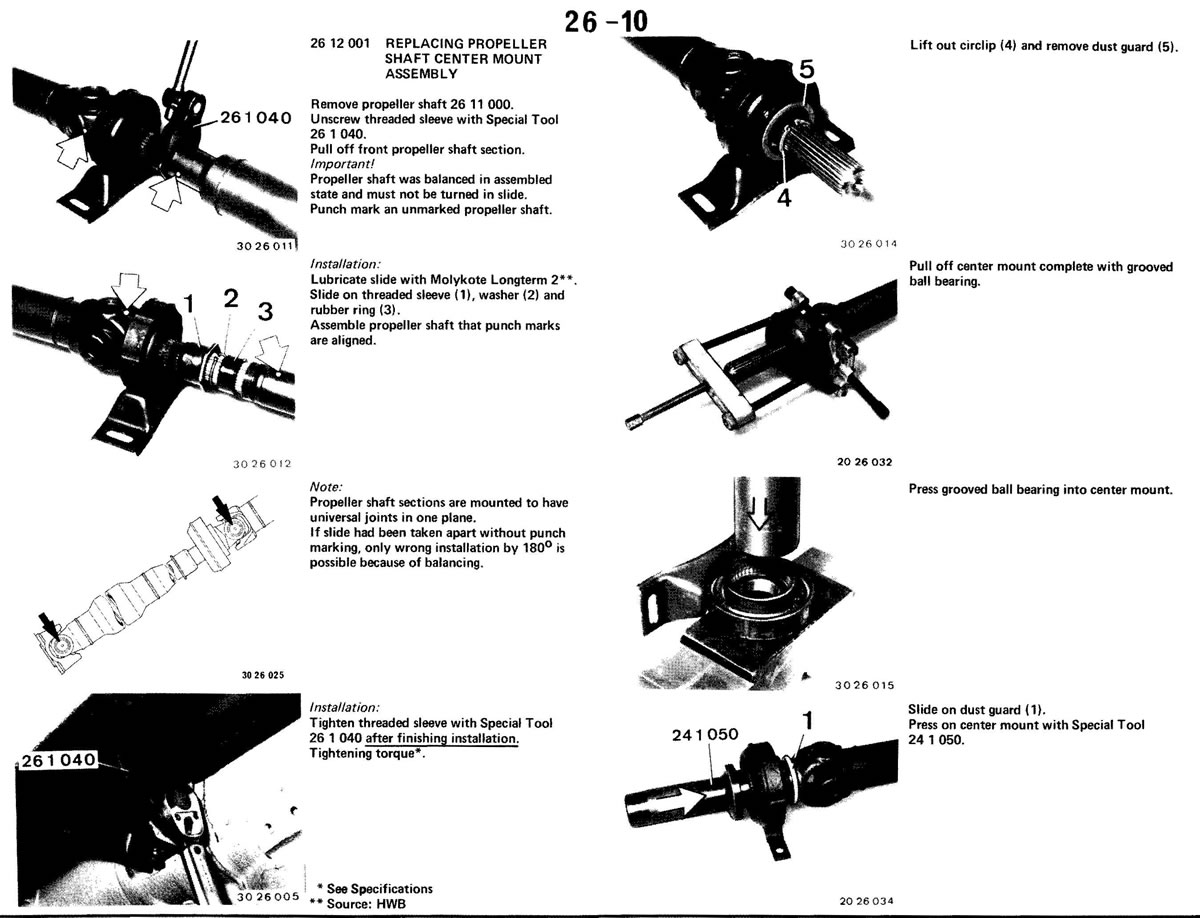 26 -10
26 12 001 REPLACING PROPELLER
SHAFT CENTER MOUNT
ASSEMBLY
Remove propeller shaft 26 11 000.
Unscrew threaded sleeve with Special Tool
26 1 040.
Pull off front propeller shaft section.
Important!
Propeller shaft was balanced in assembled
state and must not be turned in slide.
Punch mark an unmarked propeller shaft.
261040
30 26 011
Installation:
Lubricate slide with Molykote Longterm 2**.
Slide on threaded sleeve (1), washer (2) and
rubber ring (3).
Assemble propeller shaft that punch marks
are aligned.
1
2
3
30 26 012
Note:
Propeller shaft sections are mounted to have
universal joints in one plane.
If slide had been taken apart without punch
marking, only wrong installation by 180° is
possible because of balancing.
30 26 025
Installation:
Tighten threaded sleeve with Special Tool
26 1 040 after finishing installation.
Tightening torque*.
261040
30 26 005
* See Specifications
** Source: HWB
Lift out circlip (4) and remove dust guard (5).
5
4
30 26 014
Pull off center mount complete with grooved
ball bearing.
20 26 032
Press grooved ball bearing into center mount.
30 26 015
Slide on dust guard (1).
Press on center mount with Special Tool
24 1 050.
241050
1
20 26 034